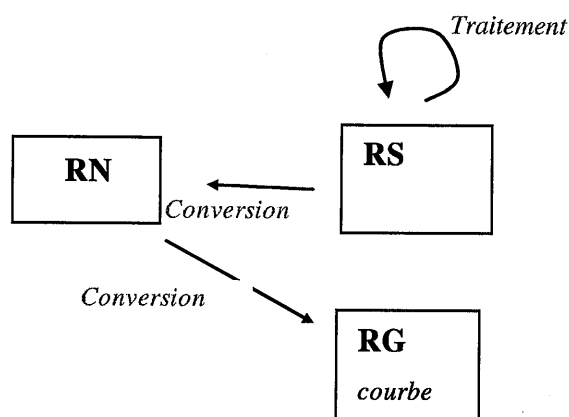 Traitement
RS
RN
Conversion
Conversion
RG
courbe